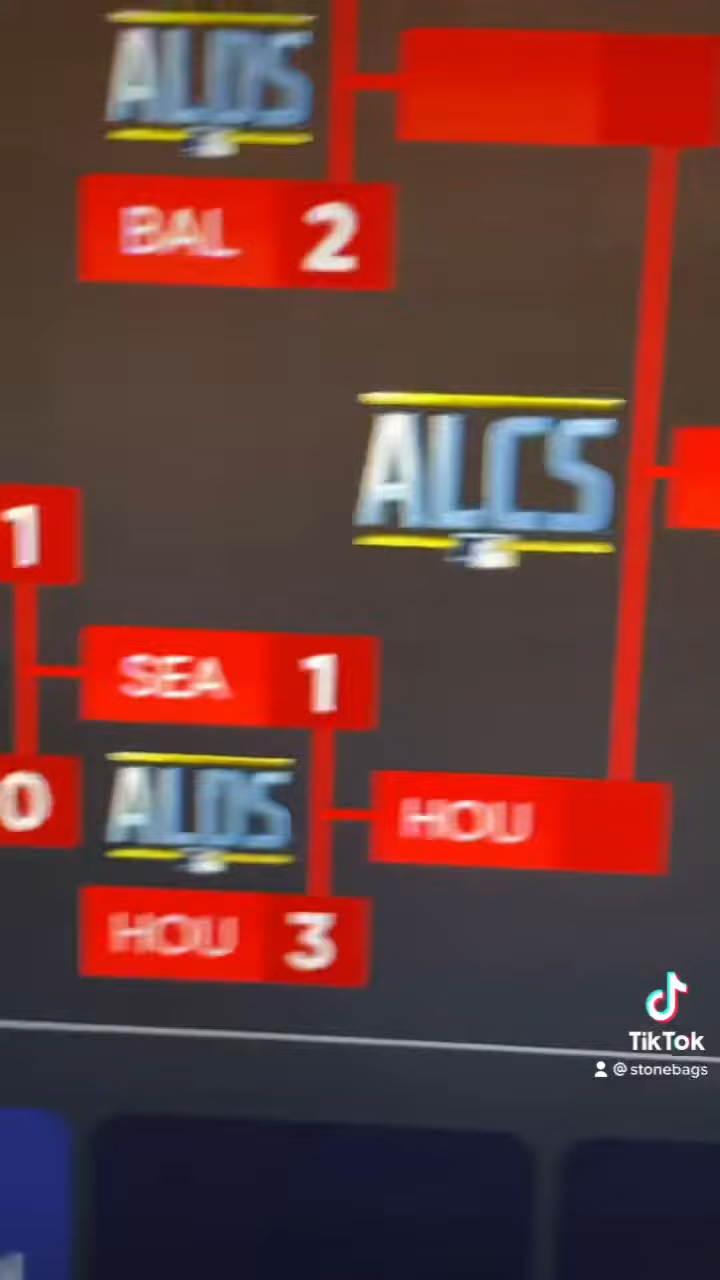 ALDS
BAL 2
ALCS
1
SEA 1
0
ALDS
HOU
HOU 3
TikTok
@stonebags